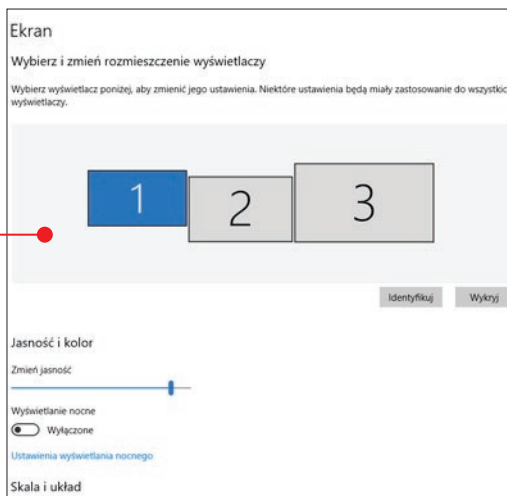 Ekran
Wybierz i zmień rozmieszczenie wyświetlaczy
Wybierz wyświetlacz poniżej, aby zmienić jego ustawienia. Niektóre ustawienia będą miały zastosowanie do wszystkic
wyświetlaczy.
1 2 3
Identyfikuj Wykryj
Jasność i kolor
Zmień jasność
Wyświetlanie nocne
Wyłączone
Ustawienia wyświetlania nocnego
Skala i układ